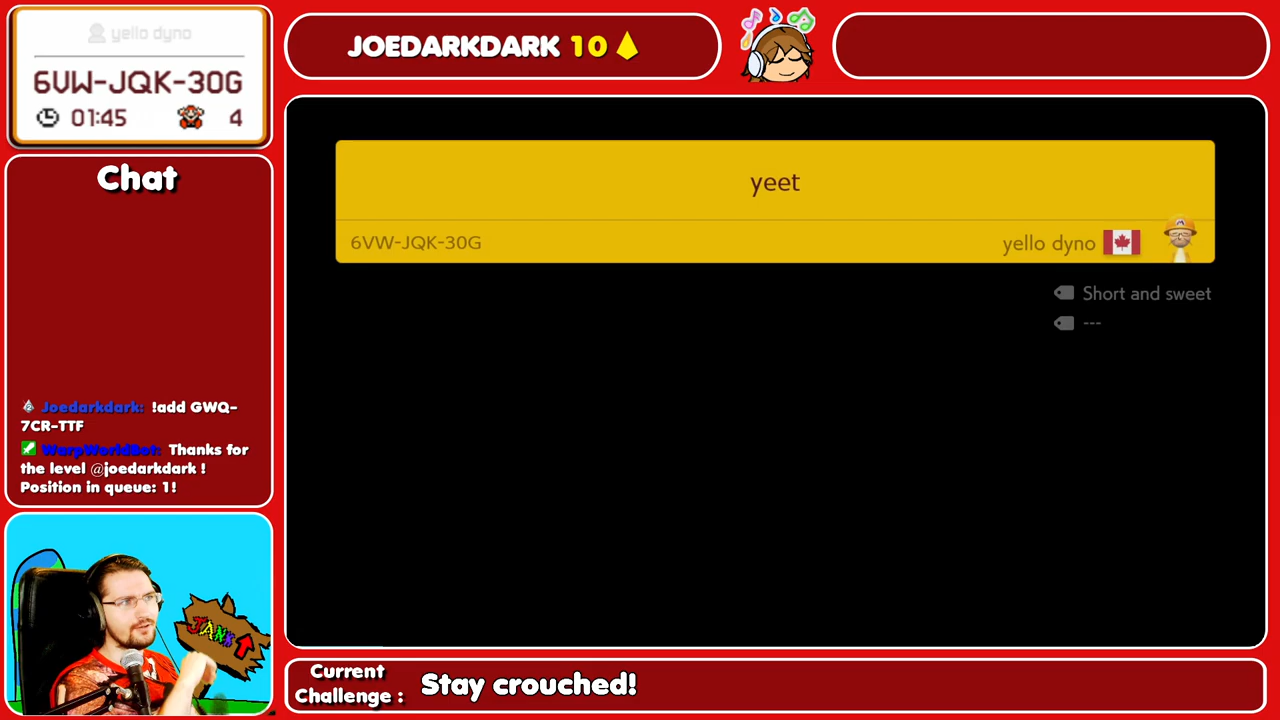 yello dyno
6VW-JQK-30G
01:45 4
Chat
Joedarkdark: !add GWQ-
7CR-TTF
WarpWorldBot: Thanks for
the level @joedarkdark !
Position in queue: 1!
JANK
JOEDARKDARK 10
yeet
6VW-JQK-30G
yello dyno
Short and sweet
---
Current
Challenge :
Stay crouched!